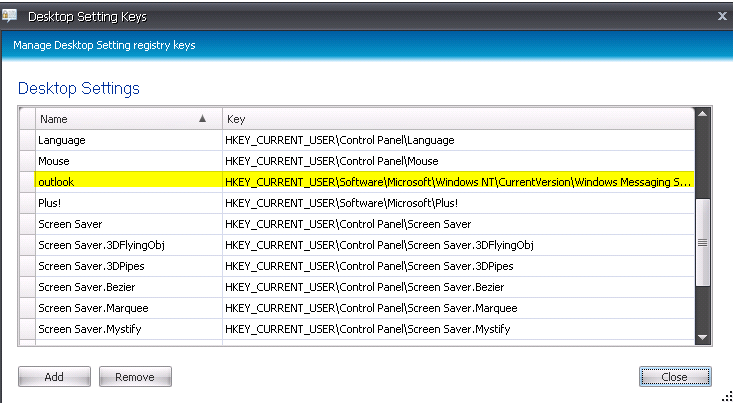 Desktop Setting Keys
Manage Desktop Setting registry keys
Desktop Settings
Name Key
Language HKEY_CURRENT_USER\Control Panel\Language
Mouse HKEY_CURRENT_USER\Control Panel\Mouse
outlook HKEY_CURRENT_USER\Software\Microsoft\Windows NT\CurrentVersion\Windows Messaging S...
Plus! HKEY_CURRENT_USER\Software\Microsoft\Plus!
Screen Saver HKEY_CURRENT_USER\Control Panel\Screen Saver
Screen Saver.3DFlyingObj HKEY_CURRENT_USER\Control Panel\Screen Saver.3DFlyingObj
Screen Saver.3DPipes HKEY_CURRENT_USER\Control Panel\Screen Saver.3DPipes
Screen Saver.Bezier HKEY_CURRENT_USER\Control Panel\Screen Saver.Bezier
Screen Saver.Marquee HKEY_CURRENT_USER\Control Panel\Screen Saver.Marquee
Screen Saver.Mystify HKEY_CURRENT_USER\Control Panel\Screen Saver.Mystify
Add Remove Close